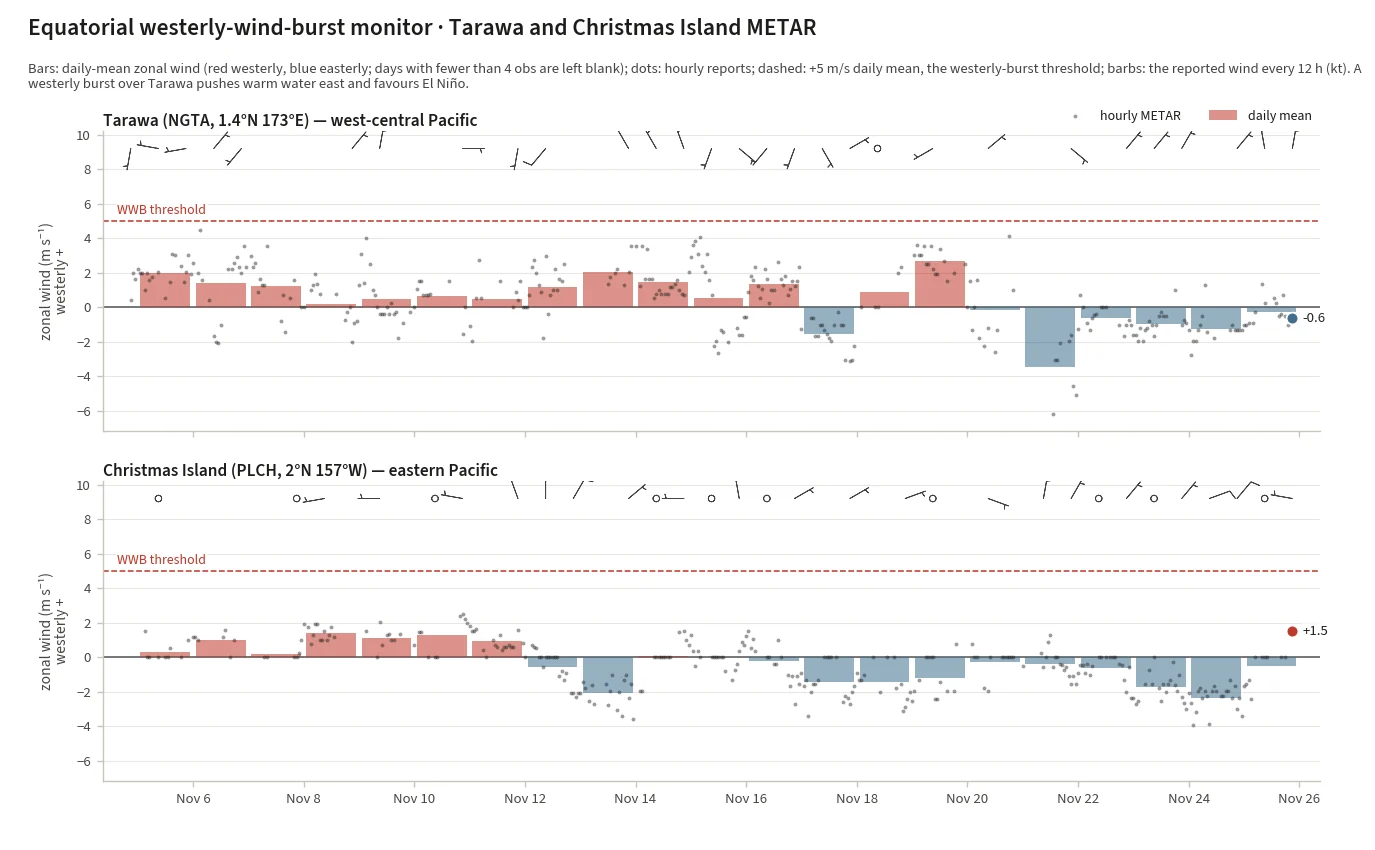 Equatorial westerly-wind-burst monitor · Tarawa and Christmas Island METAR
Bars: daily-mean zonal wind (red westerly, blue easterly; days with fewer than 4 obs are left blank); dots: hourly reports; dashed: +5 m/s daily mean, the westerly-burst threshold; barbs: the reported wind every 12 h (kt). A
westerly burst over Tarawa pushes warm water east and favours El Niño.
Tarawa (NGTA, 1.4°N 173°E) — west-central Pacific
hourly METAR
daily mean
10
8
6
4
2
0
−2
−4
−6
zonal wind (m s⁻¹)
westerly +
WWB threshold
-0.6
Christmas Island (PLCH, 2°N 157°W) — eastern Pacific
10
8
6
4
2
0
−2
−4
−6
zonal wind (m s⁻¹)
westerly +
WWB threshold
+1.5
Nov 6
Nov 8
Nov 10
Nov 12
Nov 14
Nov 16
Nov 18
Nov 20
Nov 22
Nov 24
Nov 26